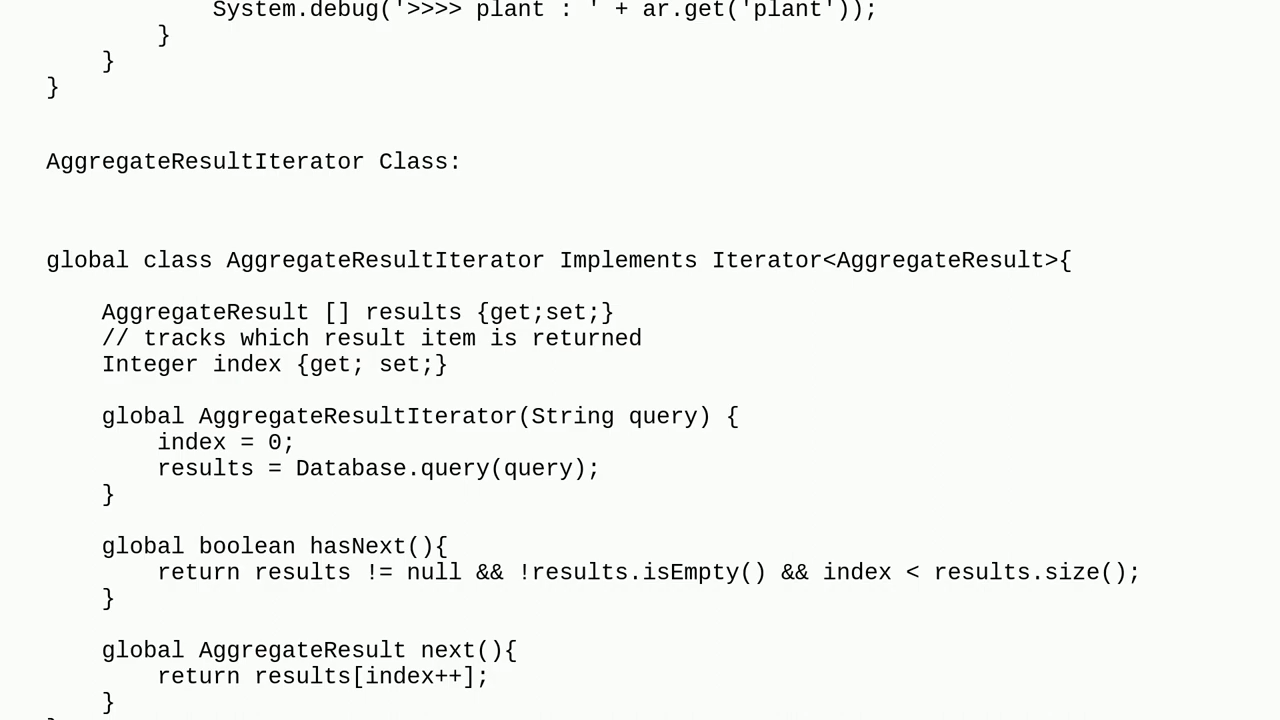 System.debug('>>>> plant : ' + ar.get('plant'));
}
}
}
AggregateResultIterator Class:
global class AggregateResultIterator Implements Iterator<AggregateResult>{
AggregateResult [] results {get;set;}
// tracks which result item is returned
Integer index {get; set;}
global AggregateResultIterator(String query) {
index = 0;
results = Database.query(query);
}
global boolean hasNext(){
return results != null && !results.isEmpty() && index < results.size();
}
global AggregateResult next(){
return results[index++];
}
}